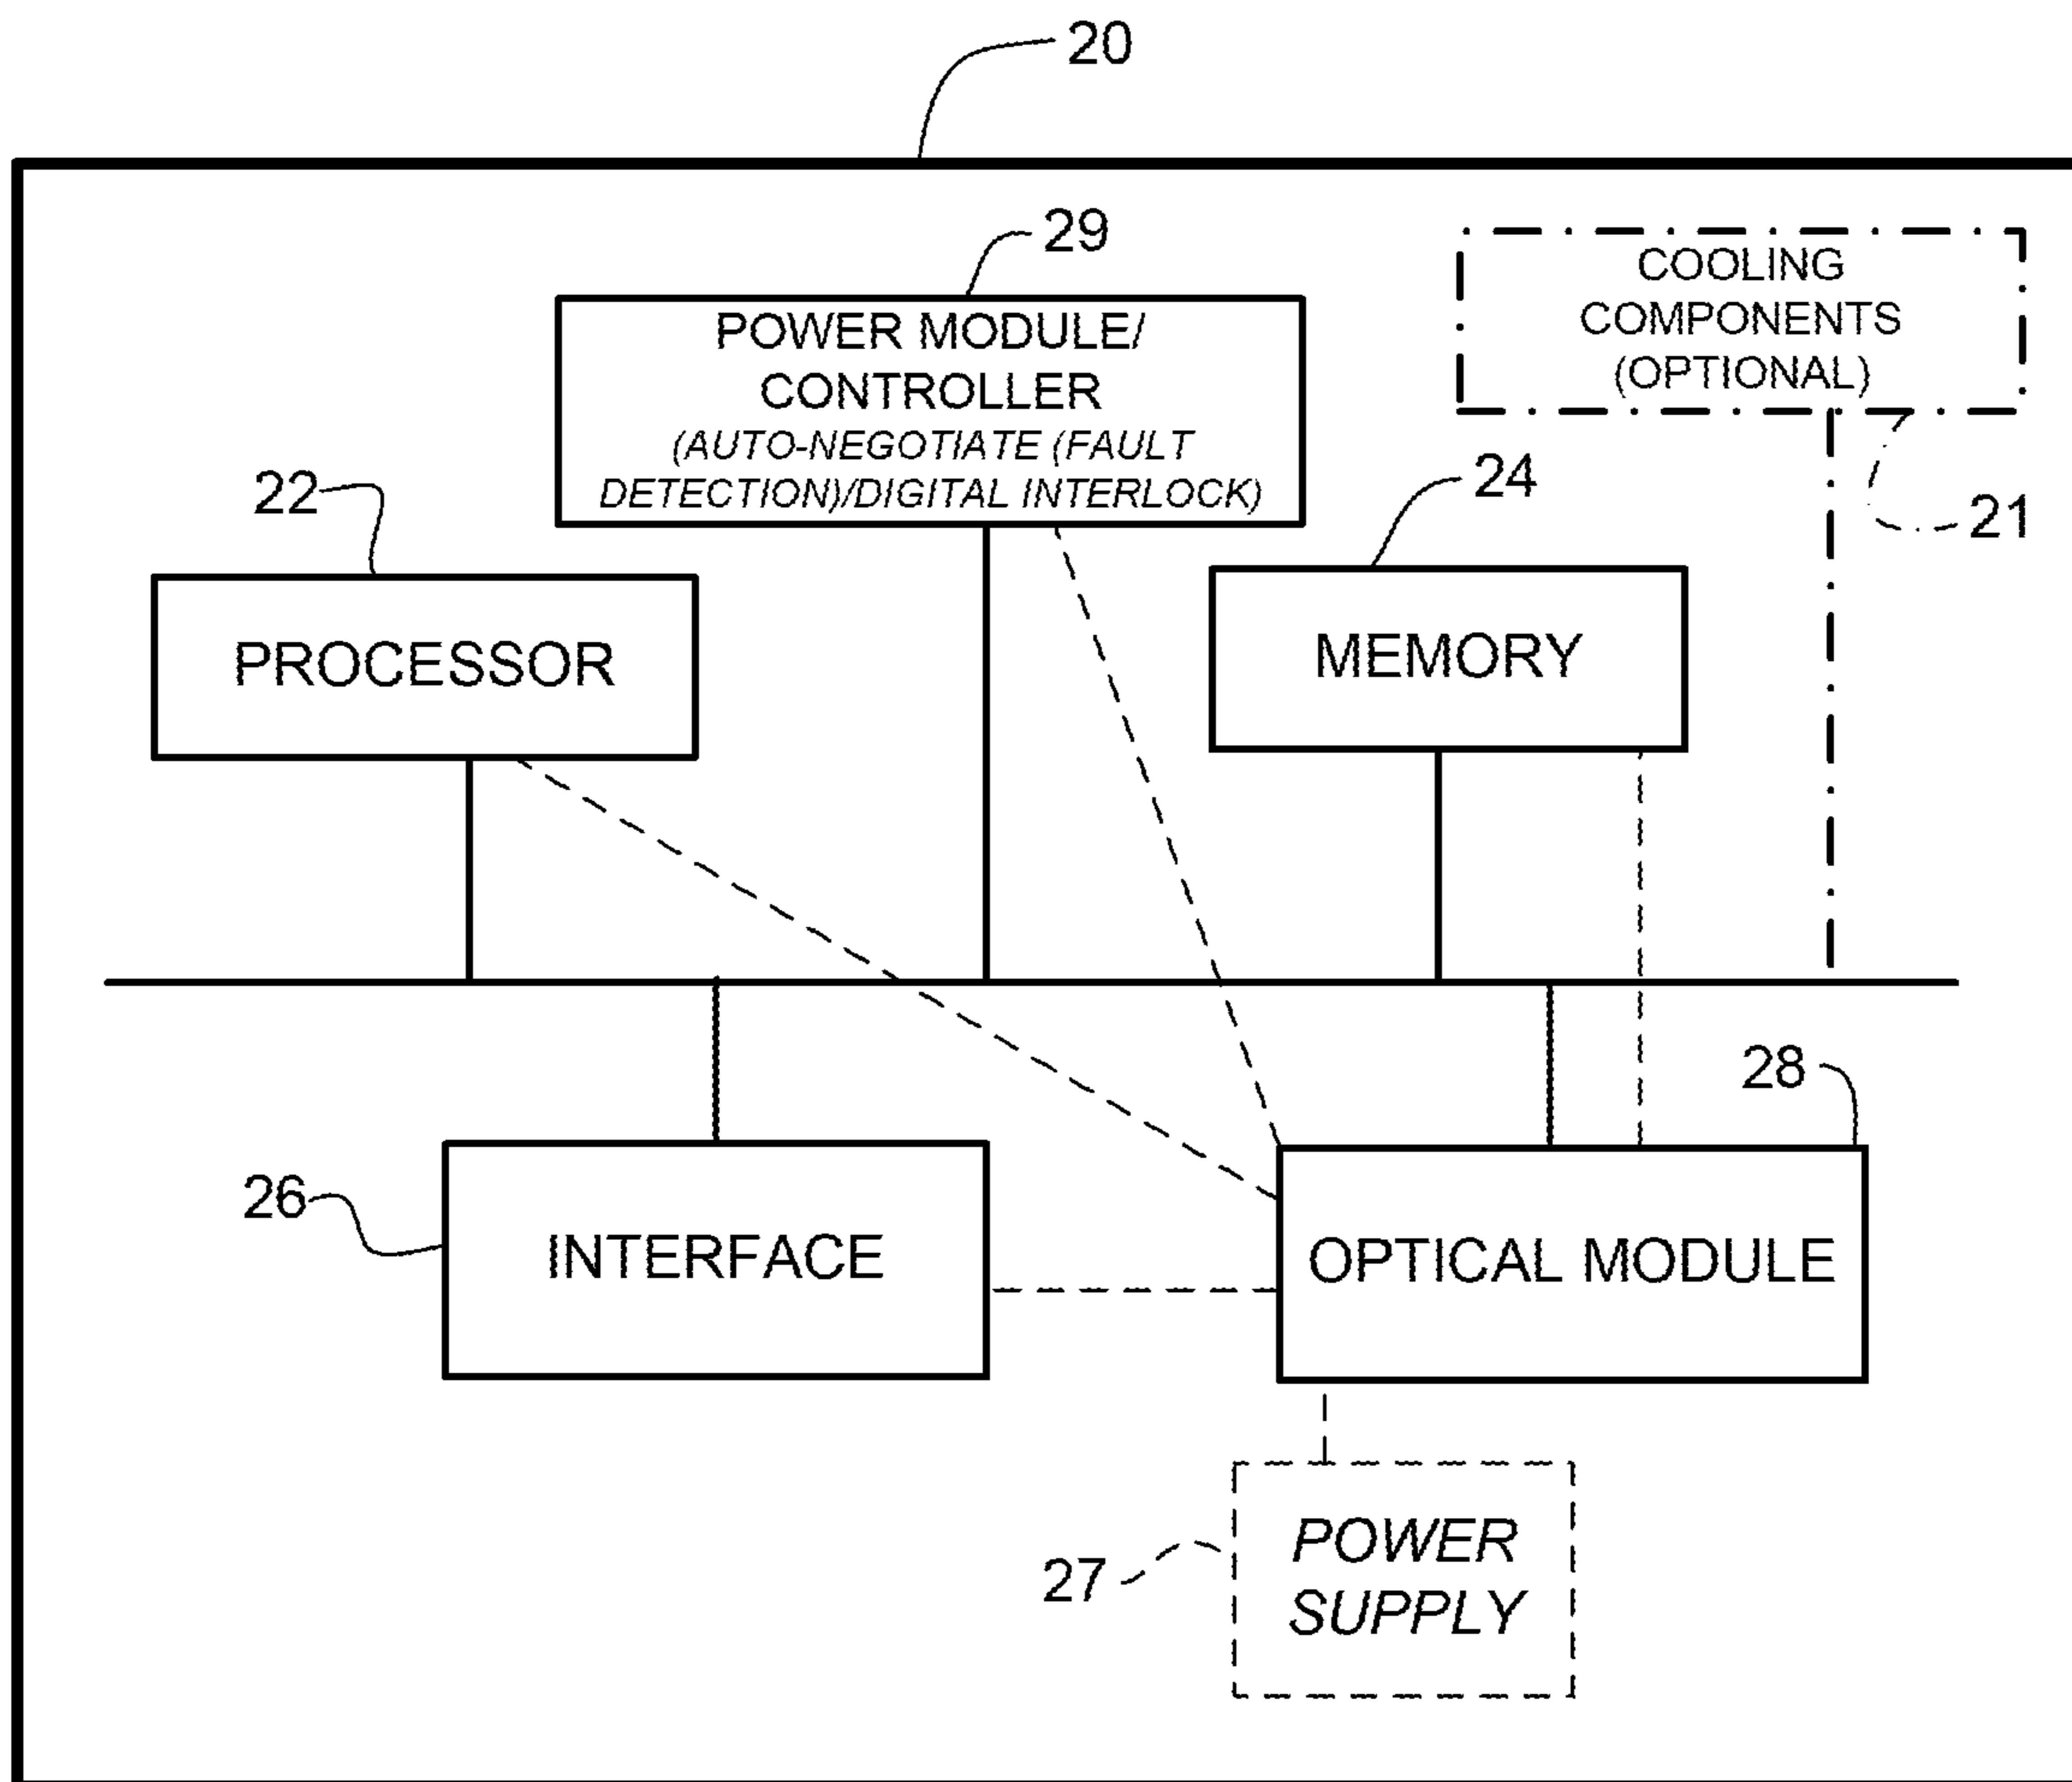 20
29
POWER MODULE/
CONTROLLER
(AUTO-NEGOTIATE (FAULT
DETECTION)/DIGITAL INTERLOCK)
COOLING
COMPONENTS
(OPTIONAL)
21
22
PROCESSOR
24
MEMORY
26
INTERFACE
28
OPTICAL MODULE
27
POWER
SUPPLY